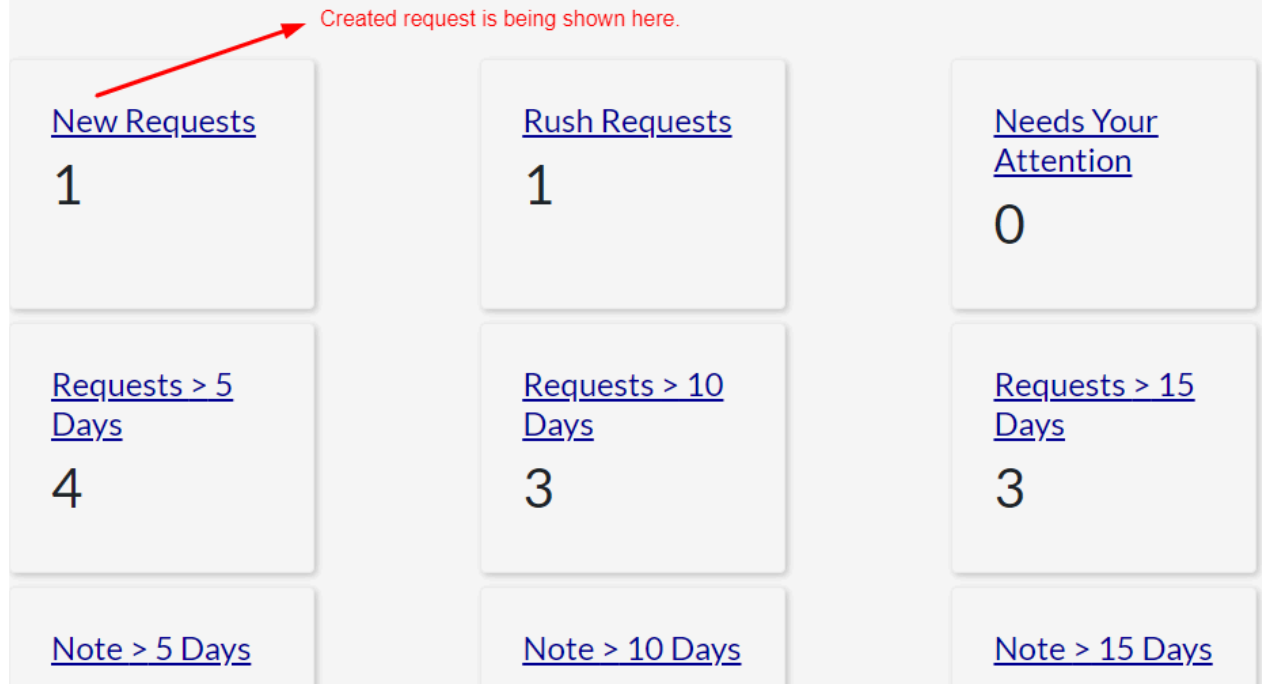 Created request is being shown here.
New Requests
1
Rush Requests
1
Needs Your
Attention
0
Requests > 5
Days
4
Requests > 10
Days
3
Requests > 15
Days
3
Note > 5 Days
Note > 10 Days
Note > 15 Days